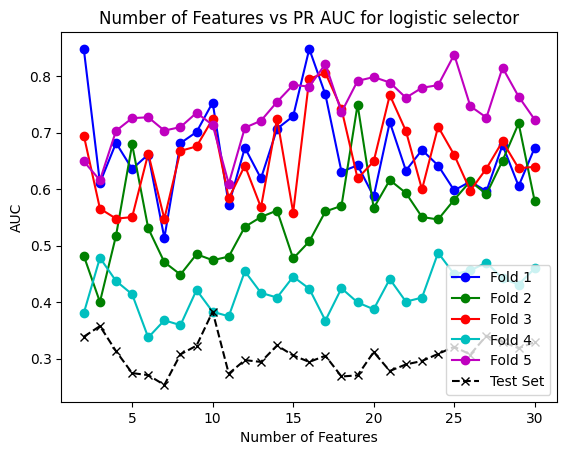 Number of Features vs PR AUC for logistic selector
AUC
0.8
0.7
0.6
0.5
0.4
0.3
5
10
15
20
25
30
Number of Features
Fold 1
Fold 2
Fold 3
Fold 4
Fold 5
Test Set